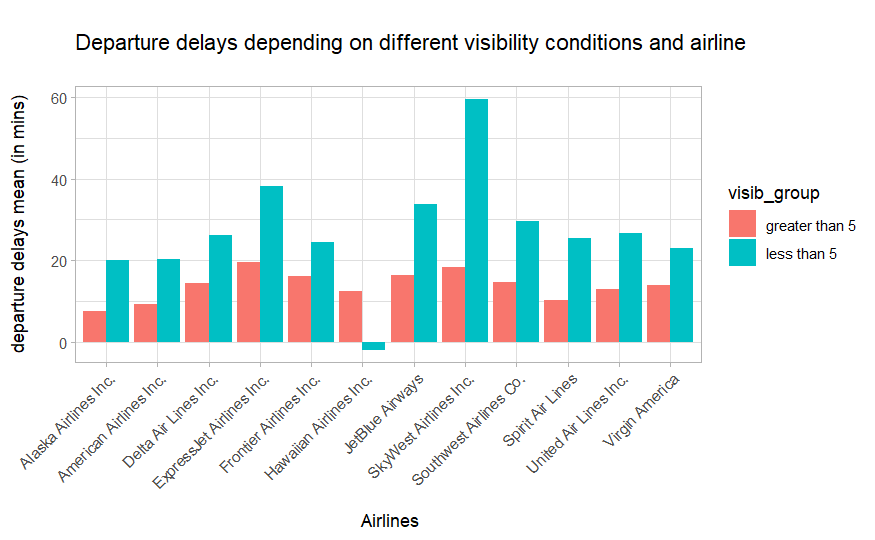 Departure delays depending on different visibility conditions and airline
departure delays mean (in mins)
60
40
20
0
Alaska Airlines Inc.
American Airlines Inc.
Delta Air Lines Inc.
ExpressJet Airlines Inc.
Frontier Airlines Inc.
Hawaiian Airlines Inc.
JetBlue Airways
SkyWest Airlines Inc.
Southwest Airlines Co.
Spirit Air Lines
United Air Lines Inc.
Virgin America
Airlines
visib_group
greater than 5
less than 5